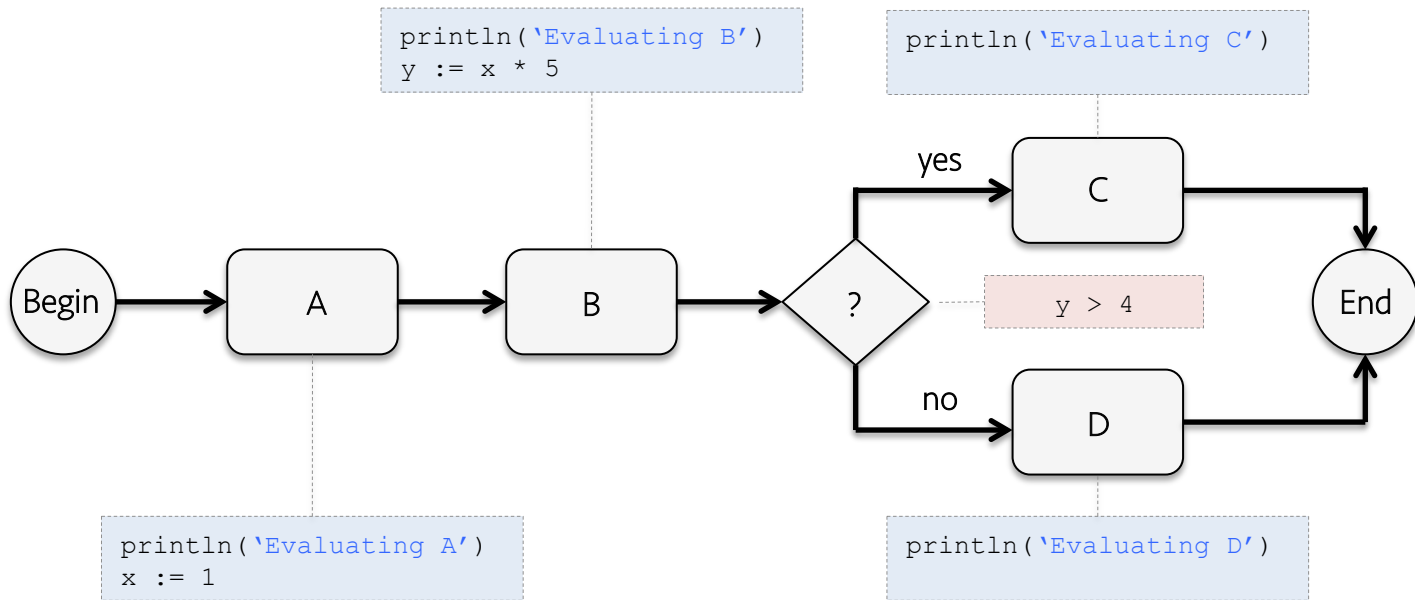 println(‘Evaluating B’)
y := x * 5
println(‘Evaluating C’)
yes
C
Begin
A
B
?
y > 4
End
no
D
println(‘Evaluating A’)
x := 1
println(‘Evaluating D’)